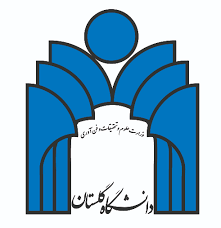 وزارت علوم و تحقیقات و فن آوری
دانشگاه گلستان